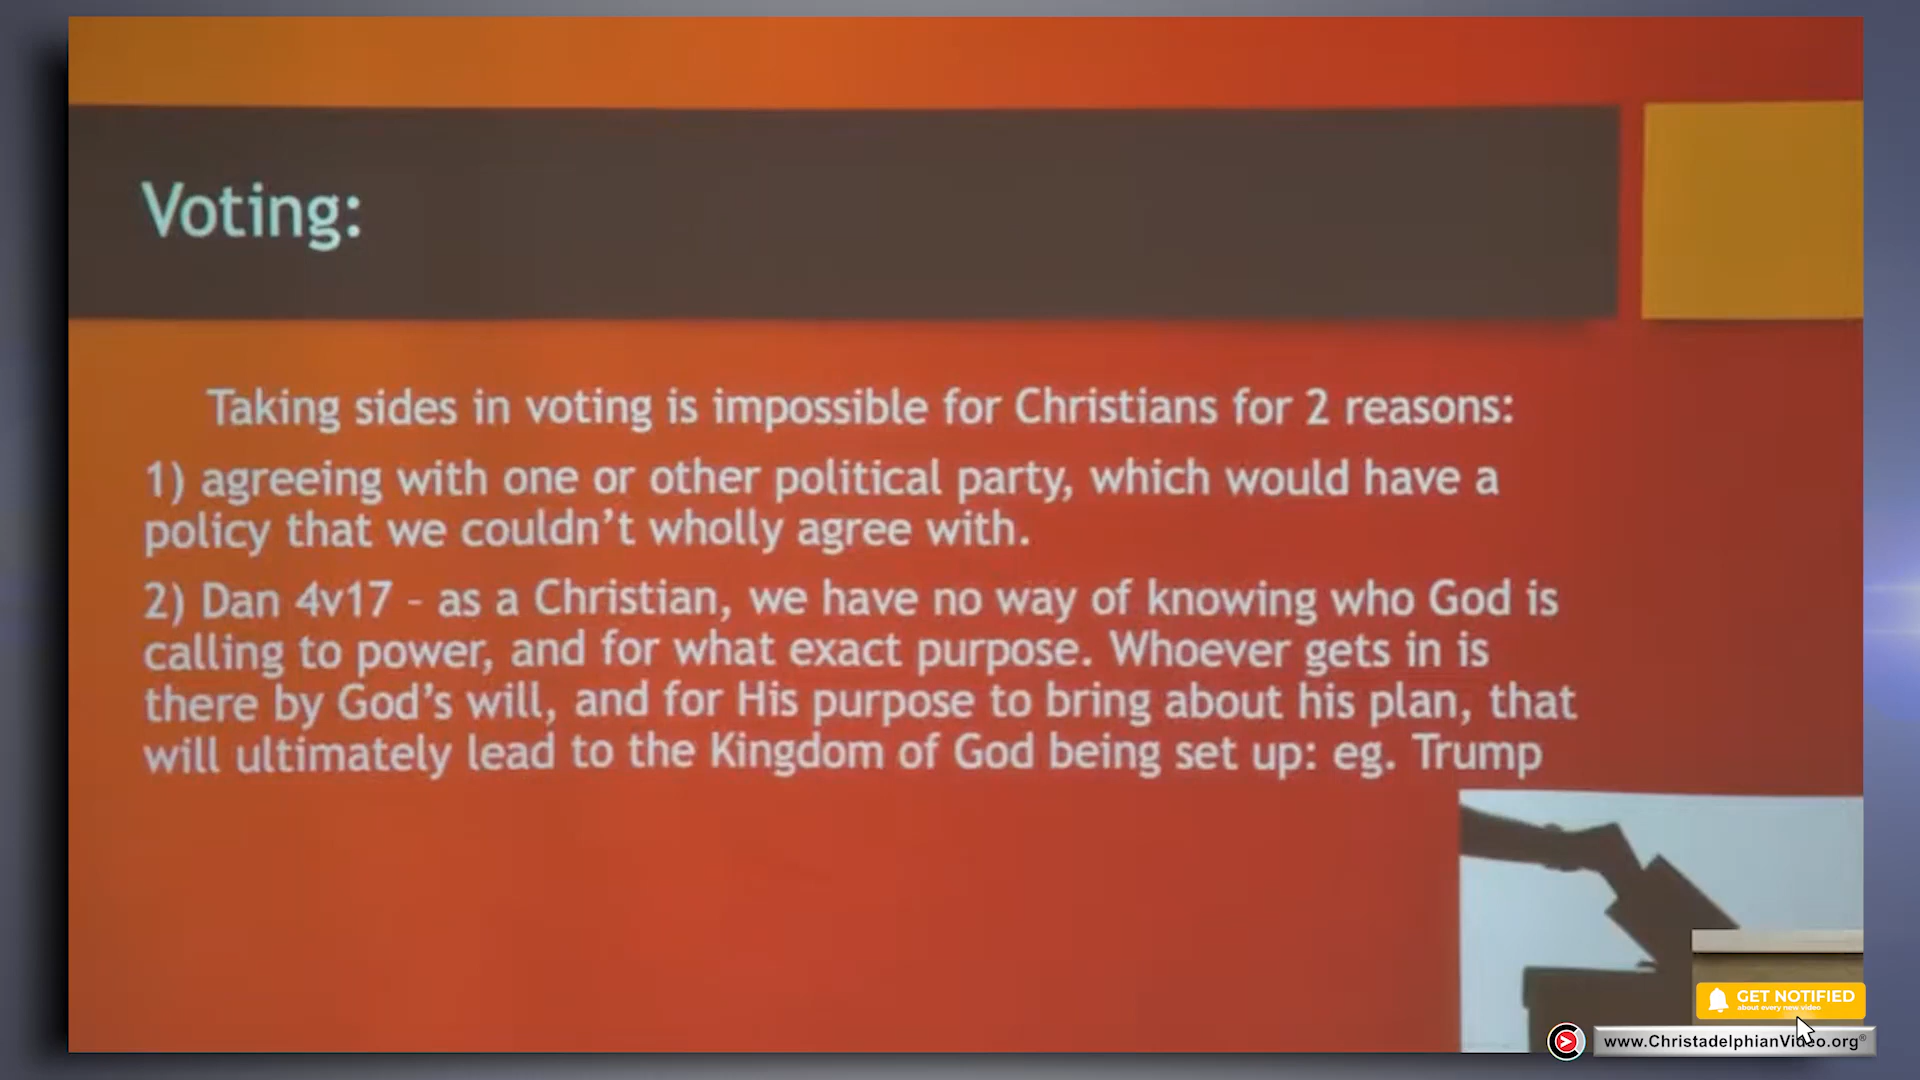 Voting:
Taking sides in voting is impossible for Christians for 2 reasons:
1) agreeing with one or other political party, which would have a
policy that we couldn't wholly agree with.
2) Dan 4v17 - as a Christian, we have no way of knowing who God is
calling to power, and for what exact purpose. Whoever gets in is
there by God's will, and for His purpose to bring about his plan, that
will ultimately lead to the Kingdom of God being set up: eg. Trump
GET NOTIFIED
about every new video
www.ChristadelphianVideo.org®